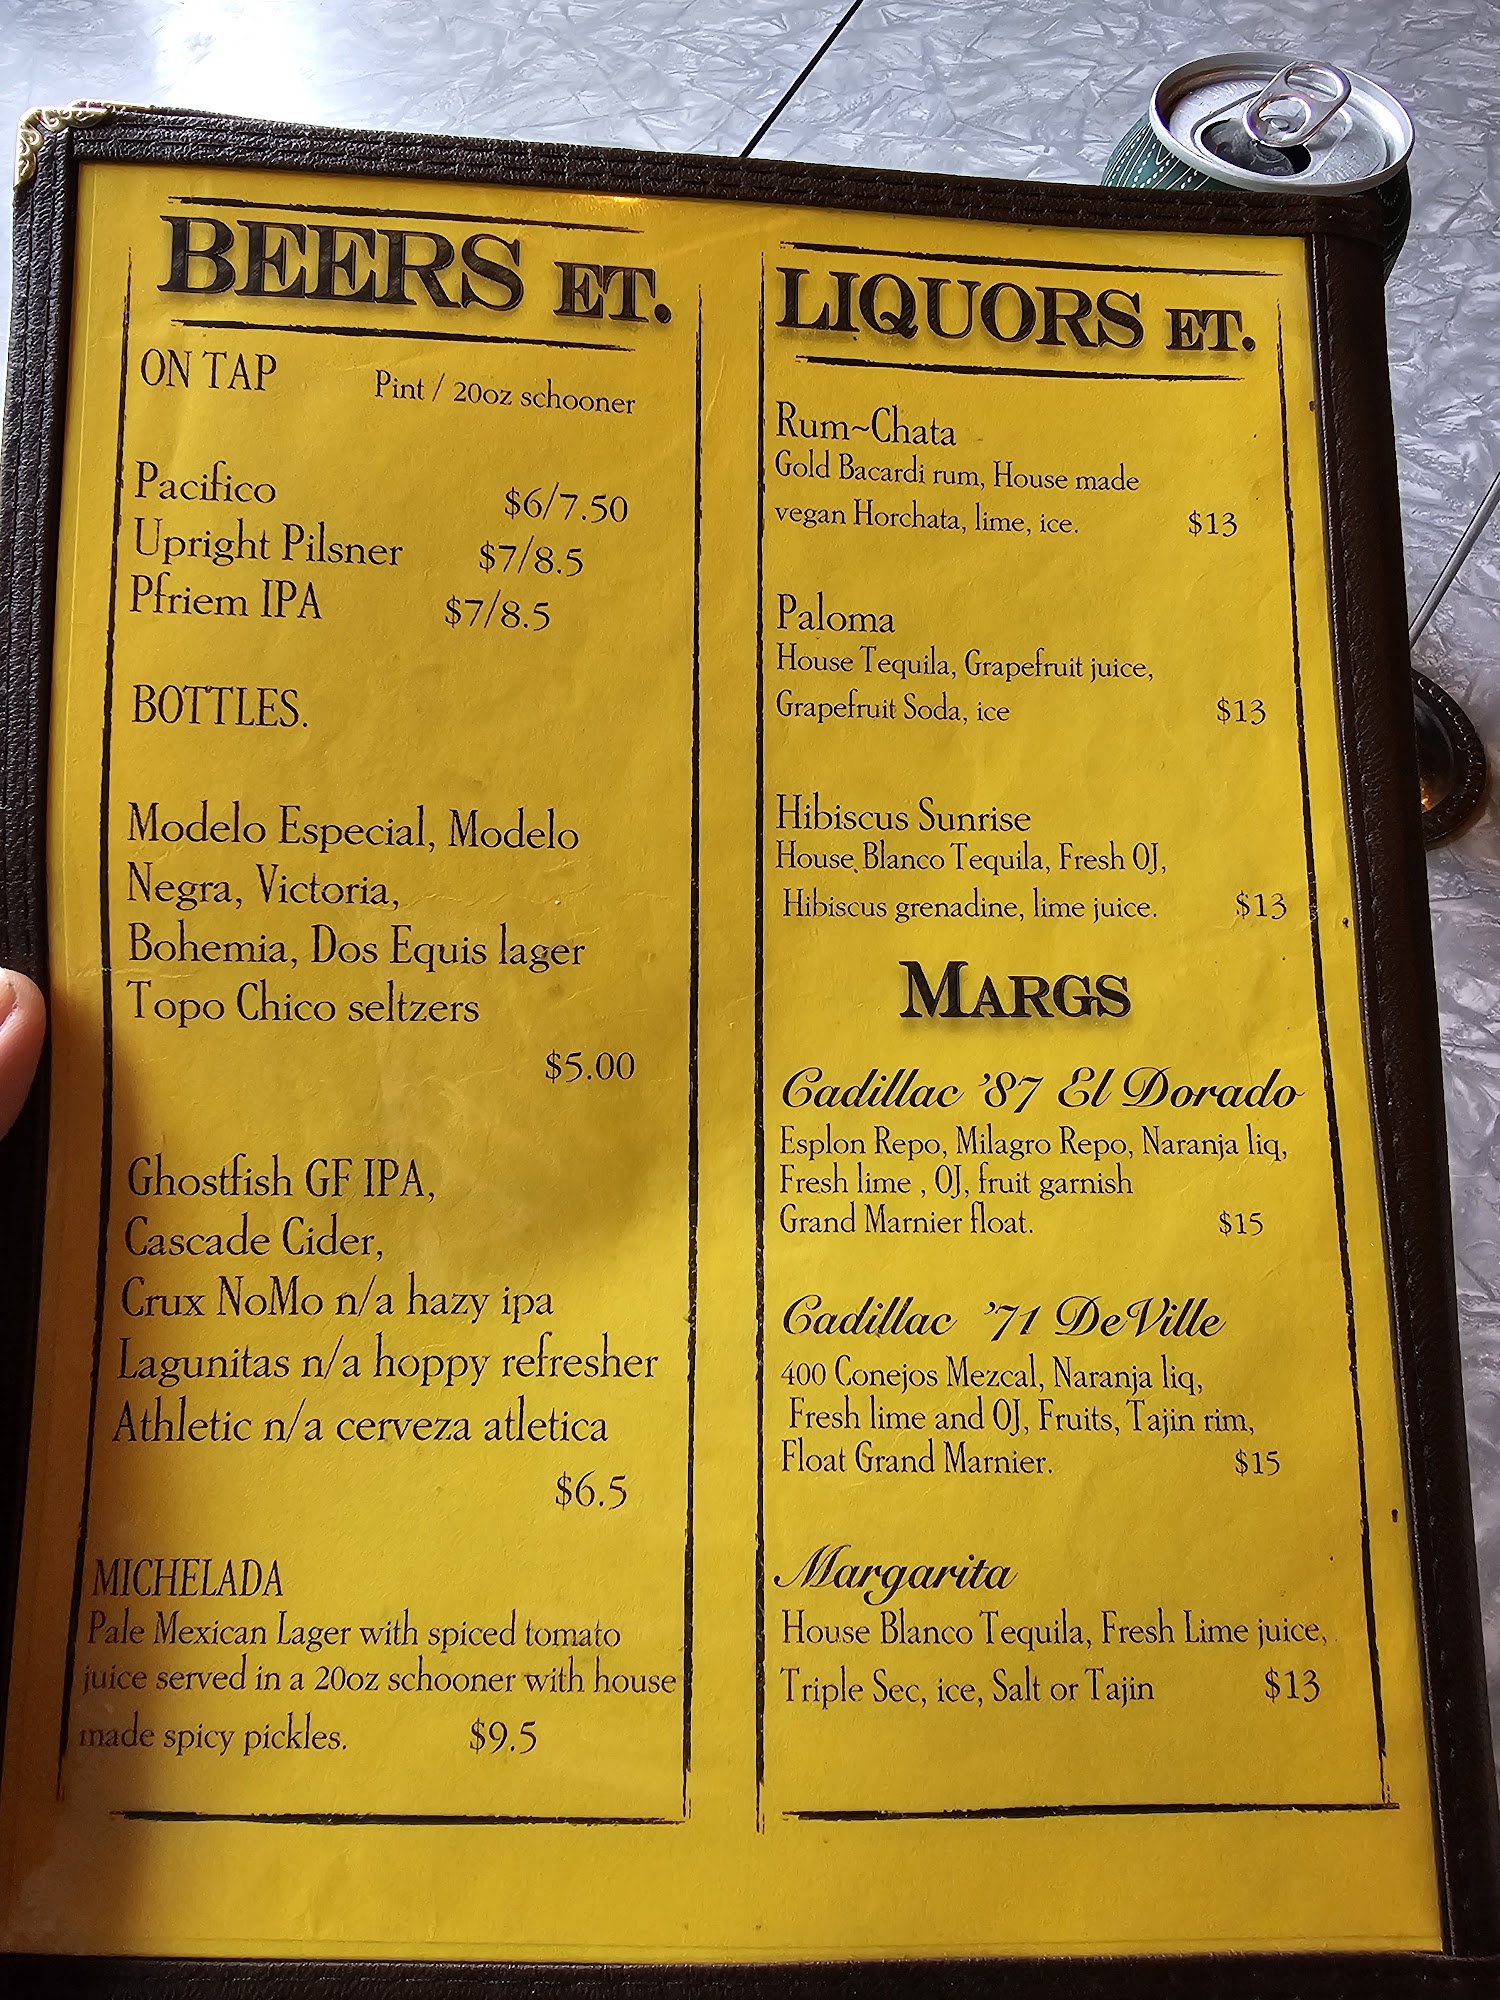 BEERS ET.
ON TAP Pint / 20oz schooner
Pacifico $6/7.50
Upright Pilsner $7/8.5
Pfriem IPA $7/8.5
BOTTLES.
Modelo Especial, Modelo
Negra, Victoria,
Bohemia, Dos Equis lager
Topo Chico seltzers
$5.00
Ghostfish GF IPA,
Cascade Cider,
Crux NoMo n/a hazy ipa
Lagunitas n/a hoppy refresher
Athletic n/a cerveza atletica
$6.5
MICHELADA
Pale Mexican Lager with spiced tomato
juice served in a 20oz schooner with house
made spicy pickles. $9.5
LIQUORS ET.
Rum~Chata
Gold Bacardi rum, House made
vegan Horchata, lime, ice. $13
Paloma
House Tequila, Grapefruit juice,
Grapefruit Soda, ice $13
Hibiscus Sunrise
House Blanco Tequila, Fresh OJ,
Hibiscus grenadine, lime juice. $13
MARGS
Cadillac '87 El Dorado
Esplon Repo, Milagro Repo, Naranja liq,
Fresh lime , OJ, fruit garnish
Grand Marnier float. $15
Cadillac '71 DeVille
400 Conejos Mezcal, Naranja liq,
Fresh lime and OJ, Fruits, Tajin rim,
Float Grand Marnier. $15
Margarita
House Blanco Tequila, Fresh Lime juice,
Triple Sec, ice, Salt or Tajin $13